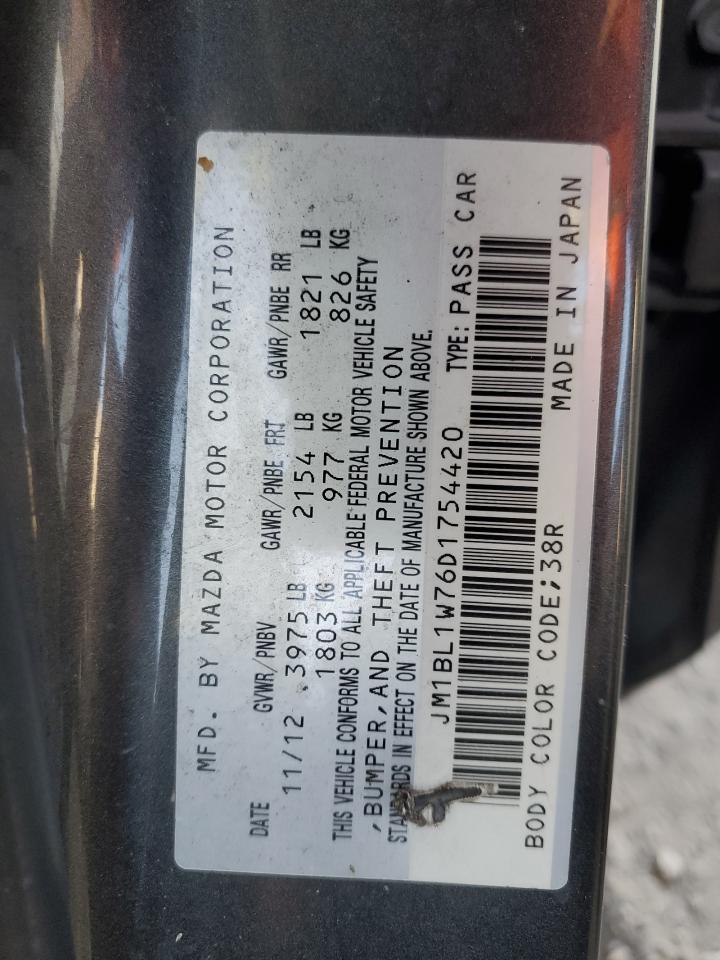 MFD. BY MAZDA MOTOR CORPORATION
DATE GVWR/PNBV GAWR/PNBE FRT GAWR/PNBE RR
11/12 3975 LB 2154 LB 1821 LB
1803 KG 977 KG 826 KG
THIS VEHICLE CONFORMS TO ALL APPLICABLE FEDERAL MOTOR VEHICLE SAFETY
,BUMPER,AND THEFT PREVENTION
STANDARDS IN EFFECT ON THE DATE OF MANUFACTURE SHOWN ABOVE.
JM1BL1W76D1754420 TYPE: PASS CAR
BODY COLOR CODE;38R MADE IN JAPAN